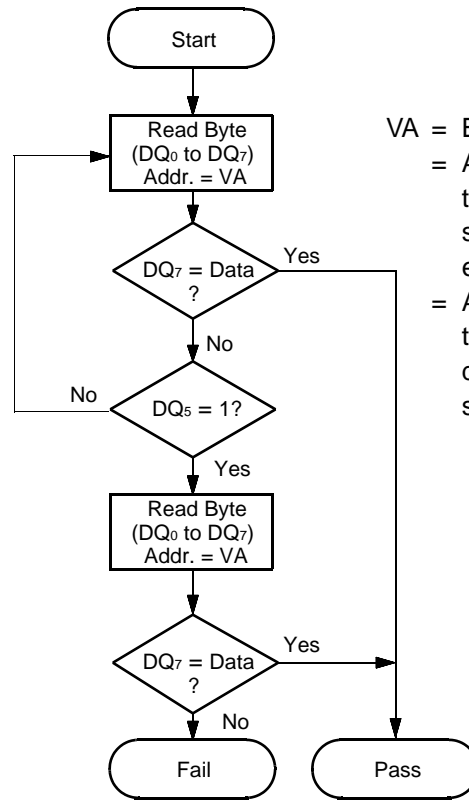 Start
Read Byte
(DQ0 to DQ7)
Addr. = VA
DQ7 = Data
?
Yes
No
DQ5 = 1?
No
Yes
Read Byte
(DQ0 to DQ7)
Addr. = VA
DQ7 = Data
?
Yes
No
Fail
Pass
VA =
=
=